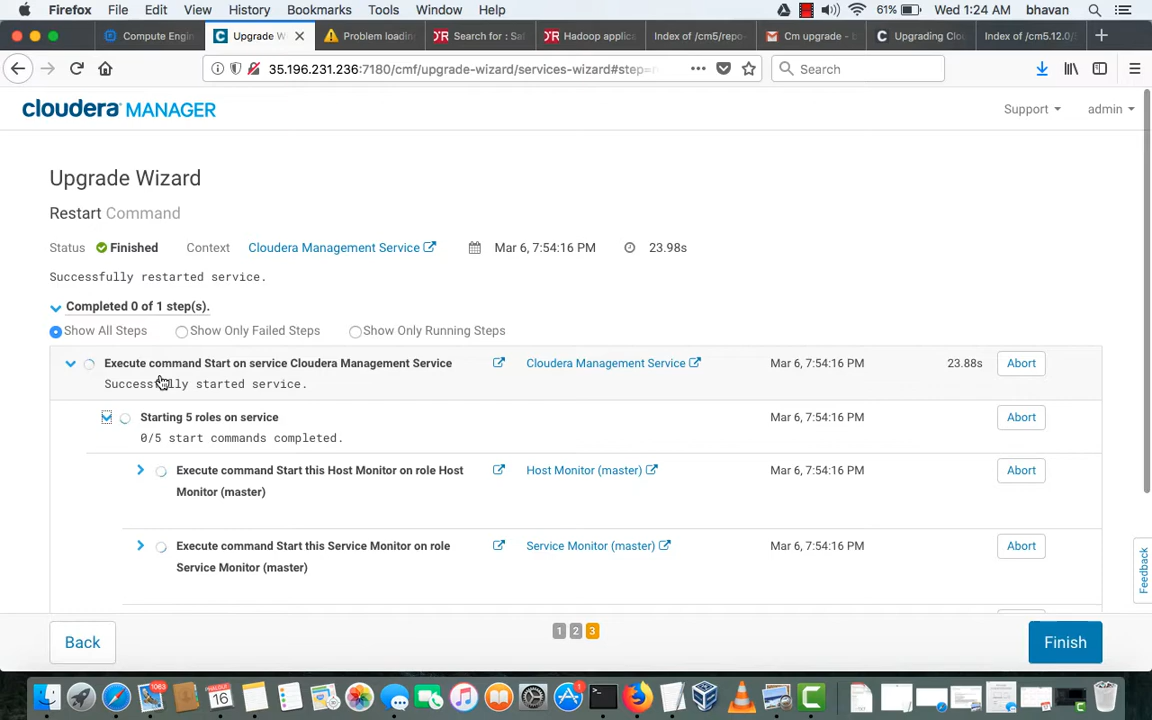 Firefox File Edit View History Bookmarks Tools Window Help 61% Wed 1:24 AM bhavan
Compute Engin Upgrade W Problem loadin Search for : Sal Hadoop applica Index of /cm5/repo Cm upgrade - b Upgrading Clou Index of /cm5.12.0/
35.196.231.236:7180/cmf/upgrade-wizard/services-wizard#step= Search
cloudera MANAGER Support admin
Upgrade Wizard
Restart Command
Status Finished Context Cloudera Management Service Mar 6, 7:54:16 PM 23.98s
Successfully restarted service.
Completed 0 of 1 step(s).
Show All Steps Show Only Failed Steps Show Only Running Steps
Execute command Start on service Cloudera Management Service Cloudera Management Service Mar 6, 7:54:16 PM 23.88s Abort
Successfully started service.
Starting 5 roles on service Mar 6, 7:54:16 PM Abort
0/5 start commands completed.
Execute command Start this Host Monitor on role Host Host Monitor (master) Mar 6, 7:54:16 PM Abort
Monitor (master)
Execute command Start this Service Monitor on role Service Monitor (master) Mar 6, 7:54:16 PM Abort
Service Monitor (master)
Feedback
Back 1 2 3 Finish
1063 16 1